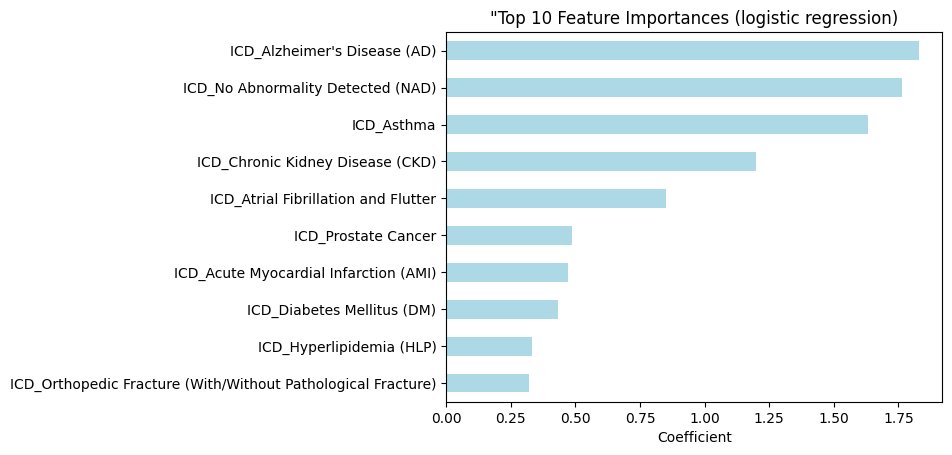 "Top 10 Feature Importances (logistic regression)
ICD_Alzheimer's Disease (AD)
ICD_No Abnormality Detected (NAD)
ICD_Asthma
ICD_Chronic Kidney Disease (CKD)
ICD_Atrial Fibrillation and Flutter
ICD_Prostate Cancer
ICD_Acute Myocardial Infarction (AMI)
ICD_Diabetes Mellitus (DM)
ICD_Hyperlipidemia (HLP)
ICD_Orthopedic Fracture (With/Without Pathological Fracture)
0.00 0.25 0.50 0.75 1.00 1.25 1.50 1.75
Coefficient